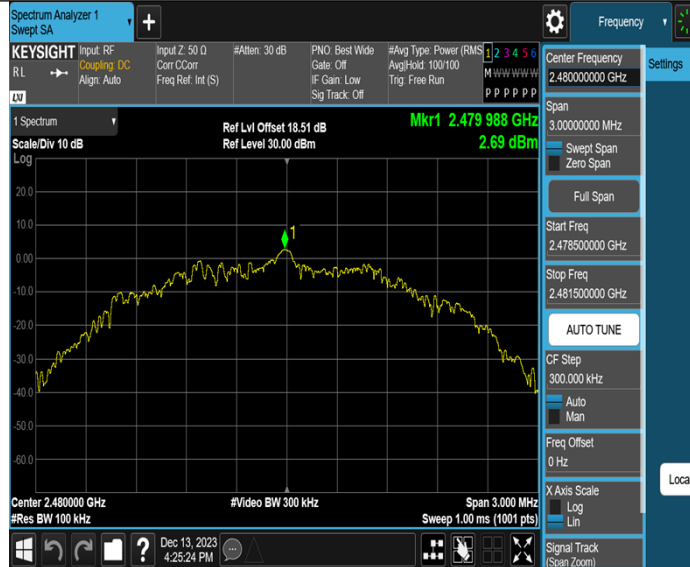 Spectrum Analyzer 1
Swept SA
+
Frequency
KEYSIGHT
RL
LXI
Input: RF
Coupling: DC
Align: Auto
Input Z: 50 Ω
Corr CCorr
Freq Ref: Int (S)
#Atten: 30 dB
PNO: Best Wide
Gate: Off
IF Gain: Low
Sig Track: Off
#Avg Type: Power (RMS
Avg|Hold: 100/100
Trig: Free Run
1 2 3 4 5 6
M W W W W W
P P P P P P
Center Frequency
2.480000000 GHz
Settings
Span
3.00000000 MHz
Swept Span
Zero Span
Full Span
Start Freq
2.478500000 GHz
Stop Freq
2.481500000 GHz
AUTO TUNE
CF Step
300.000 kHz
Auto
Man
Freq Offset
0 Hz
X Axis Scale
Log
Lin
Signal Track
(Span Zoom)
Loca
1 Spectrum
Scale/Div 10 dB
Log
Ref Lvl Offset 18.51 dB
Ref Level 30.00 dBm
Mkr1 2.479 988 GHz
2.69 dBm
1
20.0
10.0
0.00
-10.0
-20.0
-30.0
-40.0
-50.0
-60.0
Center 2.480000 GHz
#Res BW 100 kHz
#Video BW 300 kHz
Span 3.000 MHz
Sweep 1.00 ms (1001 pts)
?
Dec 13, 2023
4:25:24 PM